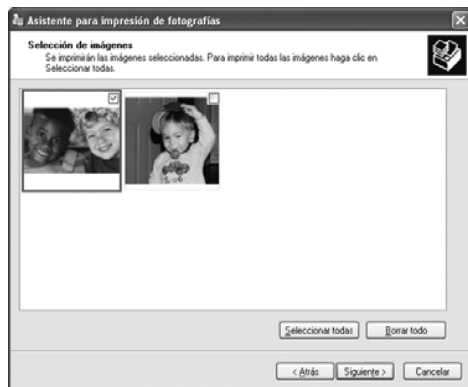 Asistente para impresión de fotografías
Selección de imágenes
Se imprimirán las imágenes seleccionadas. Para imprimir todas las imágenes haga clic en
Seleccionar todas.
Seleccionar todas
Borrar todo
< Atrás
Siguiente >
Cancelar